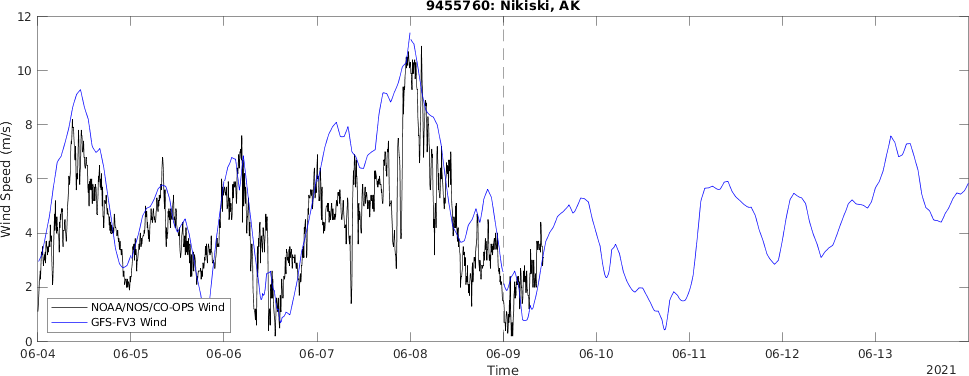 9455760: Nikiski, AK
12
10
8
6
4
2
0
Wind Speed (m/s)
NOAA/NOS/CO-OPS Wind
GFS-FV3 Wind
06-04 06-05 06-06 06-07 06-08 06-09 06-10 06-11 06-12 06-13
Time
2021